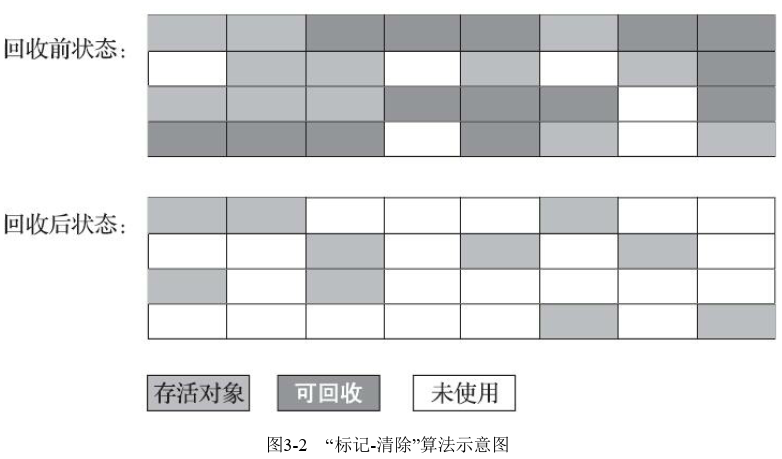 回收前状态：
回收后状态：
存活对象
可回收
未使用
图3-2 “标记-清除”算法示意图